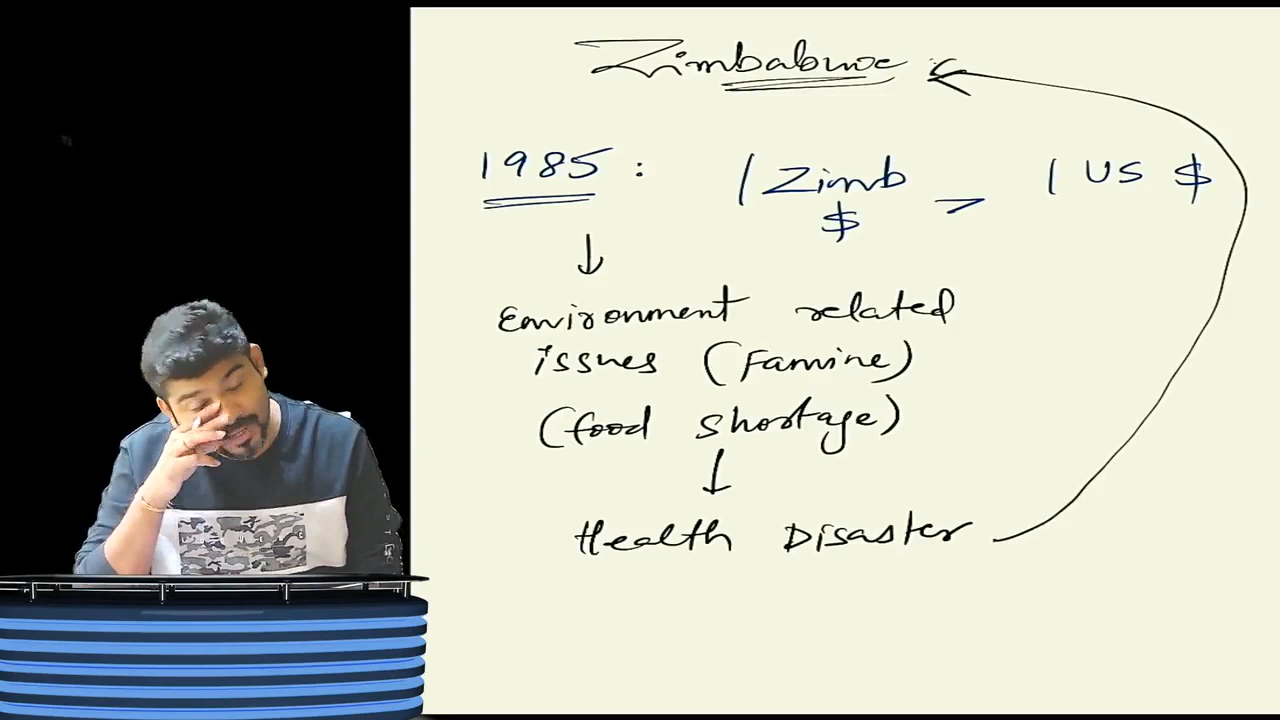 Zimbabwe
1985 : 1 Zimb $ > 1 US $
↓
Environment related
issues (Famine)
(food shortage)
↓
Health Disaster